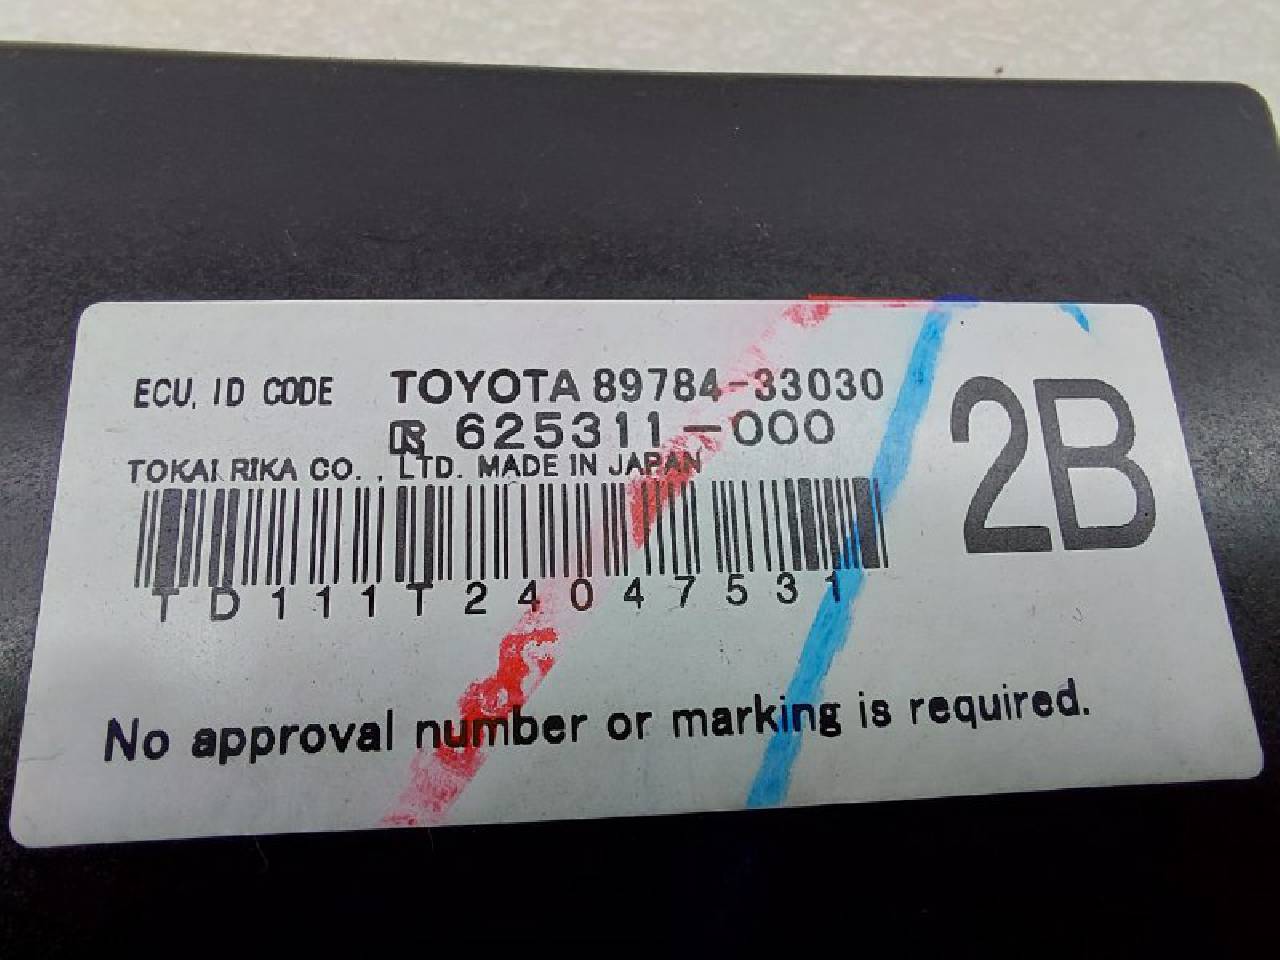 ECU, ID CODE TOYOTA 89784-33030
625311-000
2B
TOKAI RIKA CO., LTD. MADE IN JAPAN
TD111T24047531
No approval number or marking is required.